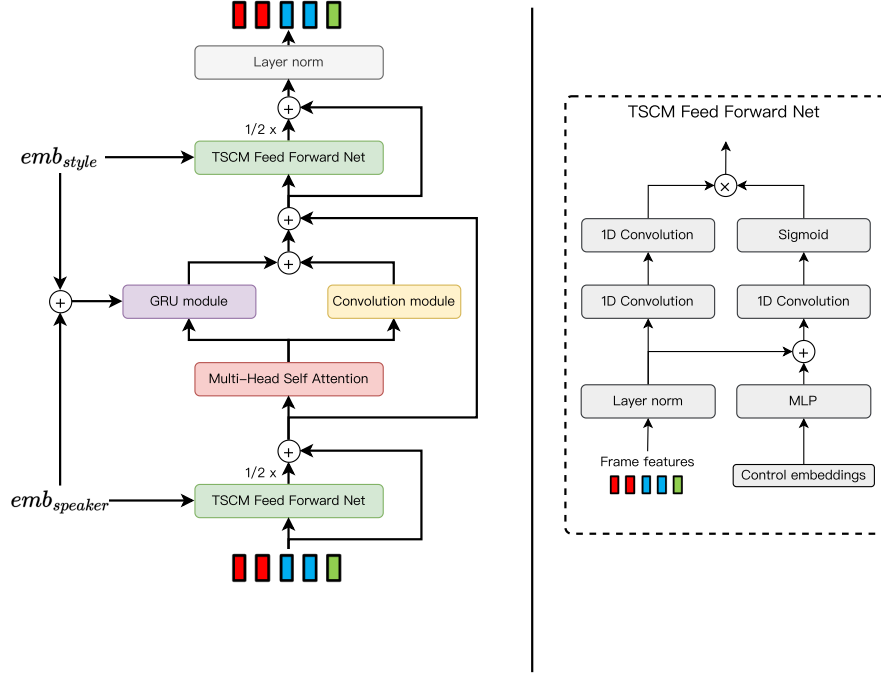 Layer norm
1/2 x
TSCM Feed Forward Net
emb_style
GRU module
Convolution module
Multi-Head Self Attention
1/2 x
TSCM Feed Forward Net
emb_speaker
TSCM Feed Forward Net
1D Convolution
Sigmoid
1D Convolution
1D Convolution
Layer norm
MLP
Frame features
Control embeddings